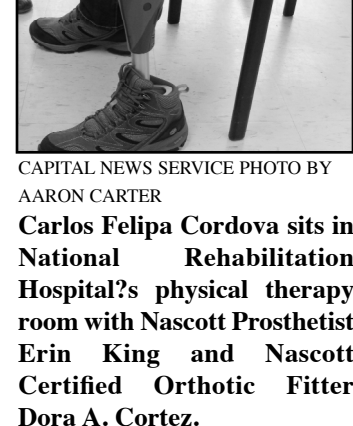 CAPITAL NEWS SERVICE PHOTO BY
AARON CARTER
Carlos Felipa Cordova sits in
National Rehabilitation
Hospital?s physical therapy
room with Nascott Prosthetist
Erin King and Nascott
Certified Orthotic Fitter
Dora A. Cortez.